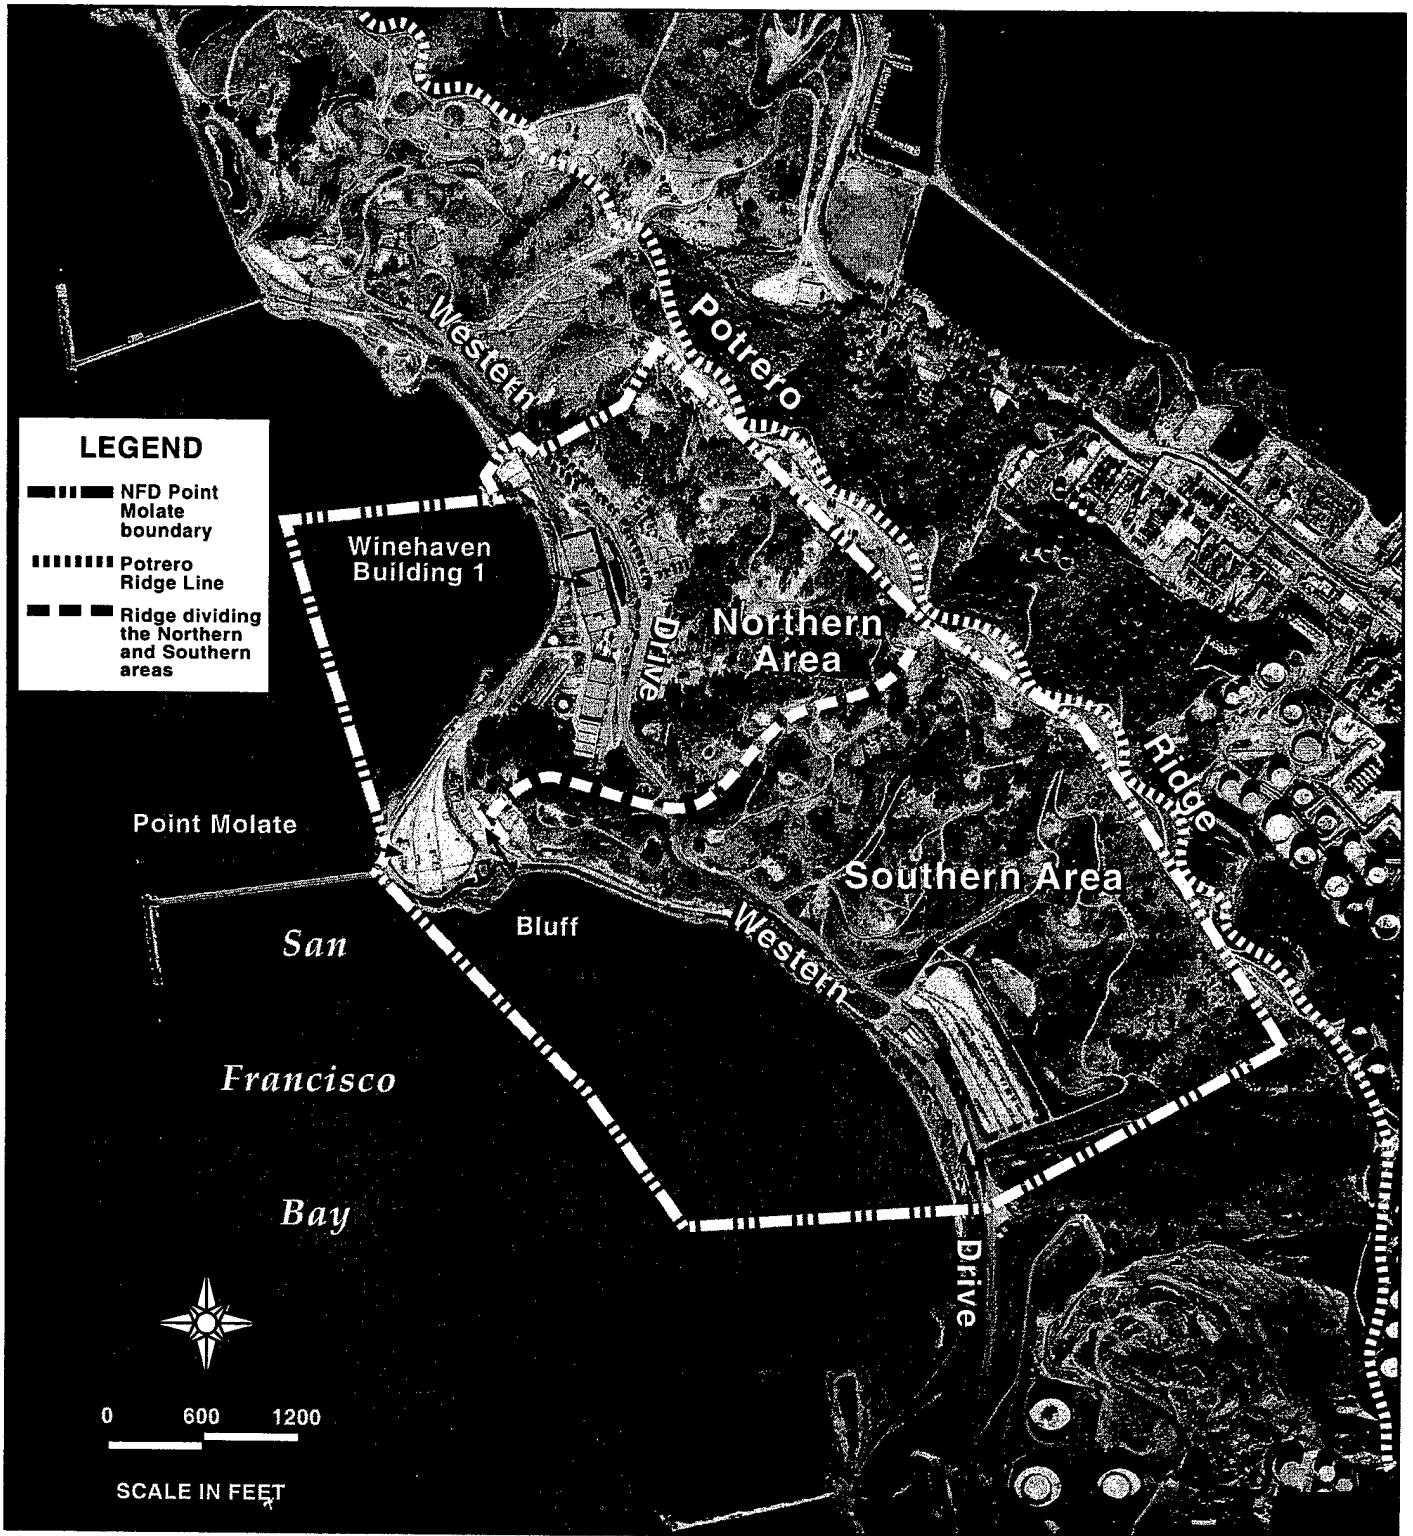 Western
Potrero
LEGEND
NFD Point
Molate
boundary
Potrero
Ridge Line
Ridge dividing
the Northern
and Southern
areas
Winehaven
Building 1
Drive
Northern
Area
Ridge
Point Molate
Southern Area
Bluff
Western
San
Francisco
Bay
Drive
0 600 1200
SCALE IN FEET